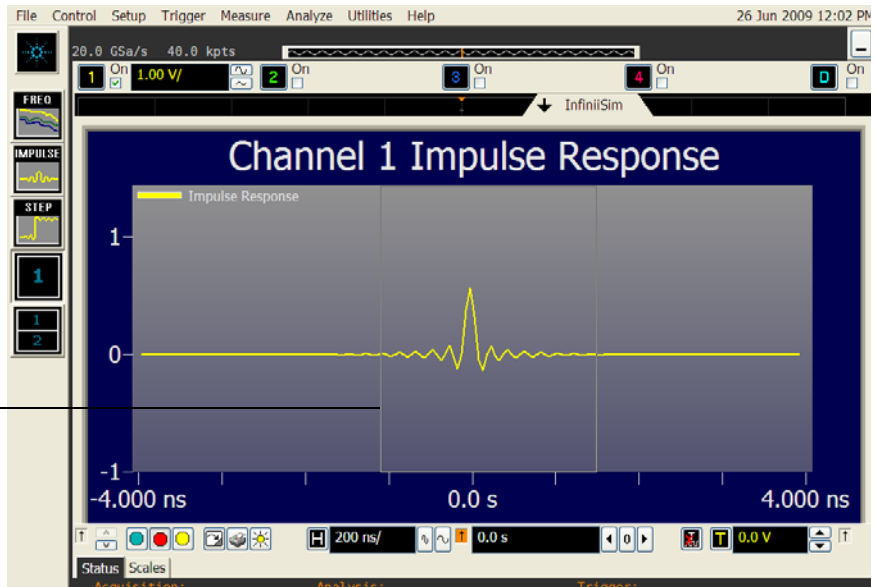 File Control Setup Trigger Measure Analyze Utilities Help 26 Jun 2009 12:02 PM
20.0 GSa/s 40.0 kpts
1 On 1.00 V/ 2 On 3 On 4 On D On
FREQ
InfiniiSim
IMPULSE
Channel 1 Impulse Response
Impulse Response
STEP
1
0
-1
1
1
2
-4.000 ns 0.0 s 4.000 ns
H 200 ns/ 0.0 s 0 T 0.0 V
Status Scales
Acquisition: Analysis: Trigger: